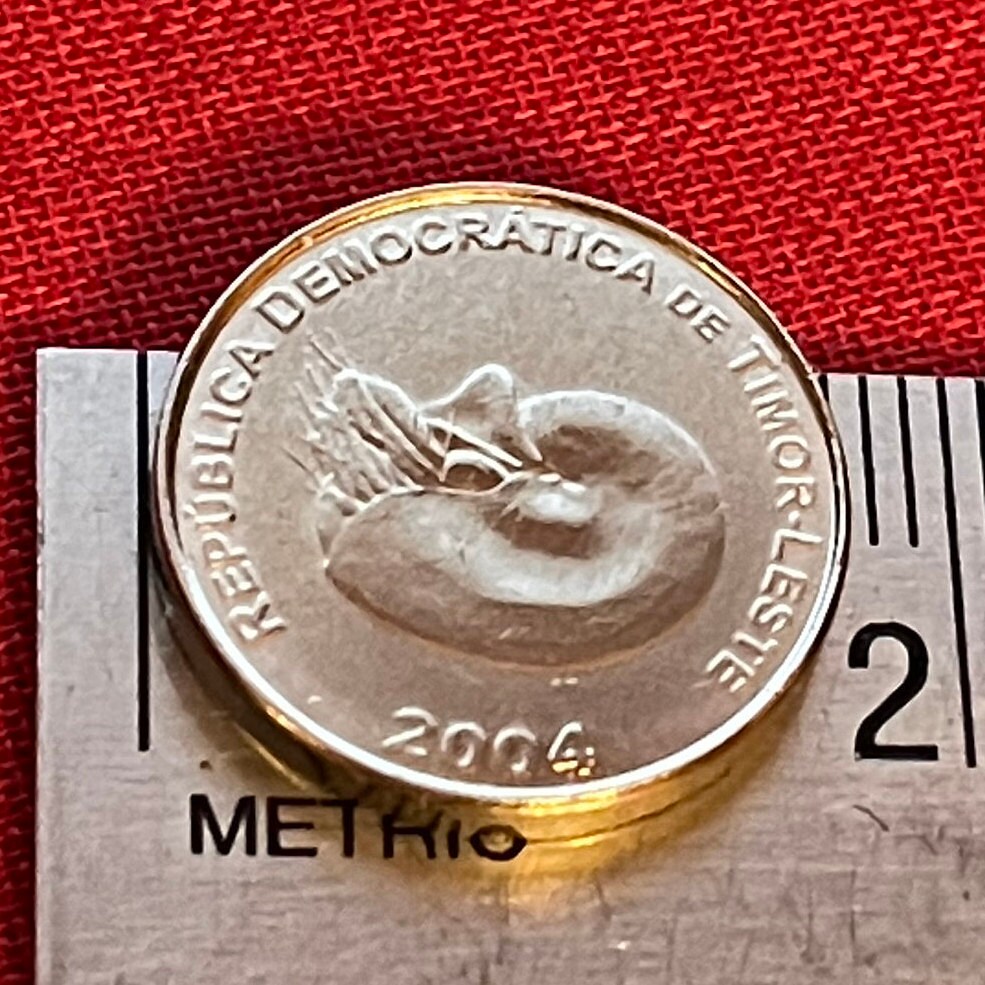 REPÚBLICA DEMOCRÁTICA DE TIMOR-LESTE
2004
2
METRIC